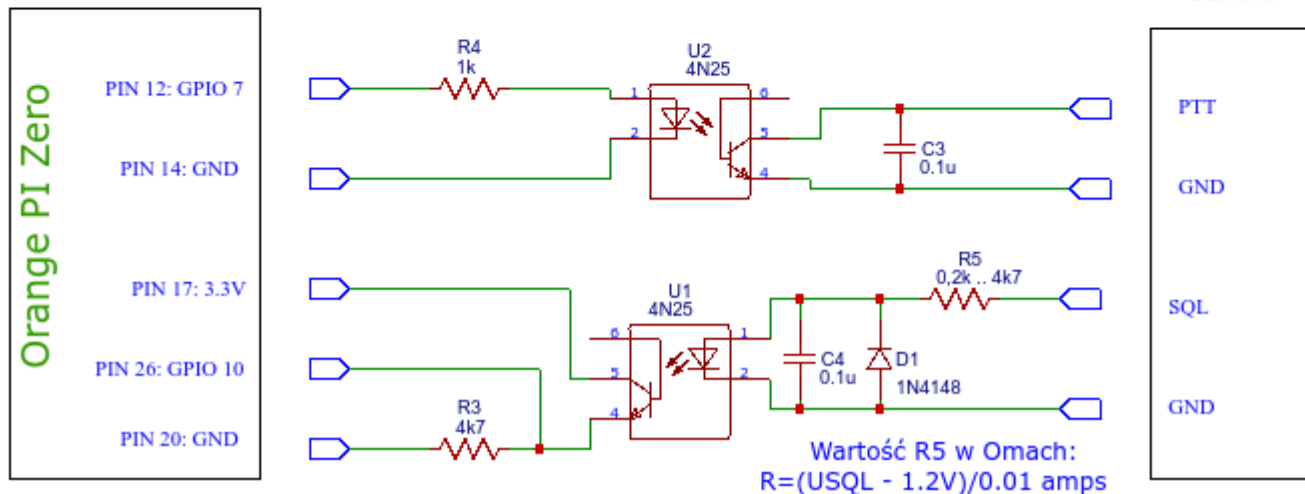 Orange PI Zero
PIN 12: GPIO 7
PIN 14: GND
PIN 17: 3.3V
PIN 26: GPIO 10
PIN 20: GND
R4
1k
U2
4N25
1
2
6
5
4
C3
0.1u
PTT
GND
U1
4N25
6
5
4
1
2
R3
4k7
C4
0.1u
D1
1N4148
R5
0,2k .. 4k7
SQL
GND
Wartość R5 w Omach:
R=(USQL - 1.2V)/0.01 amps